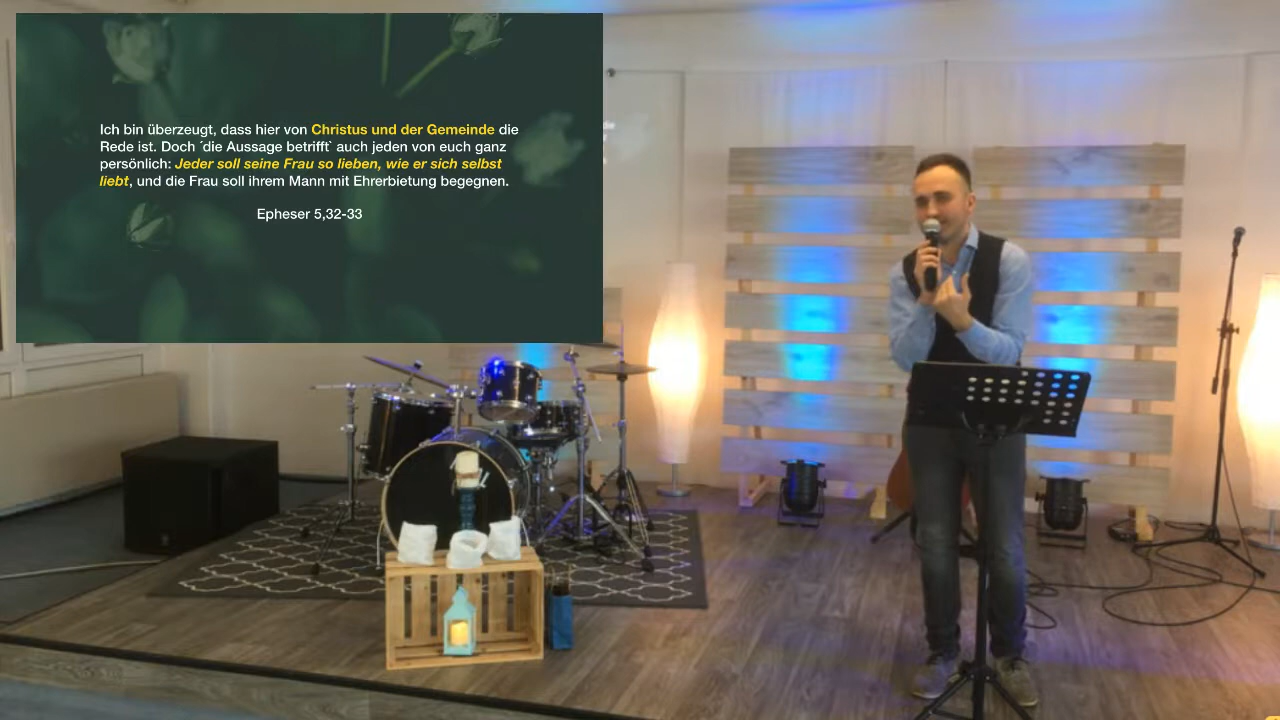 Ich bin überzeugt, dass hier von Christus und der Gemeinde die
Rede ist. Doch ´die Aussage betrifft` auch jeden von euch ganz
persönlich: Jeder soll seine Frau so lieben, wie er sich selbst
liebt, und die Frau soll ihrem Mann mit Ehrerbietung begegnen.
Epheser 5,32-33